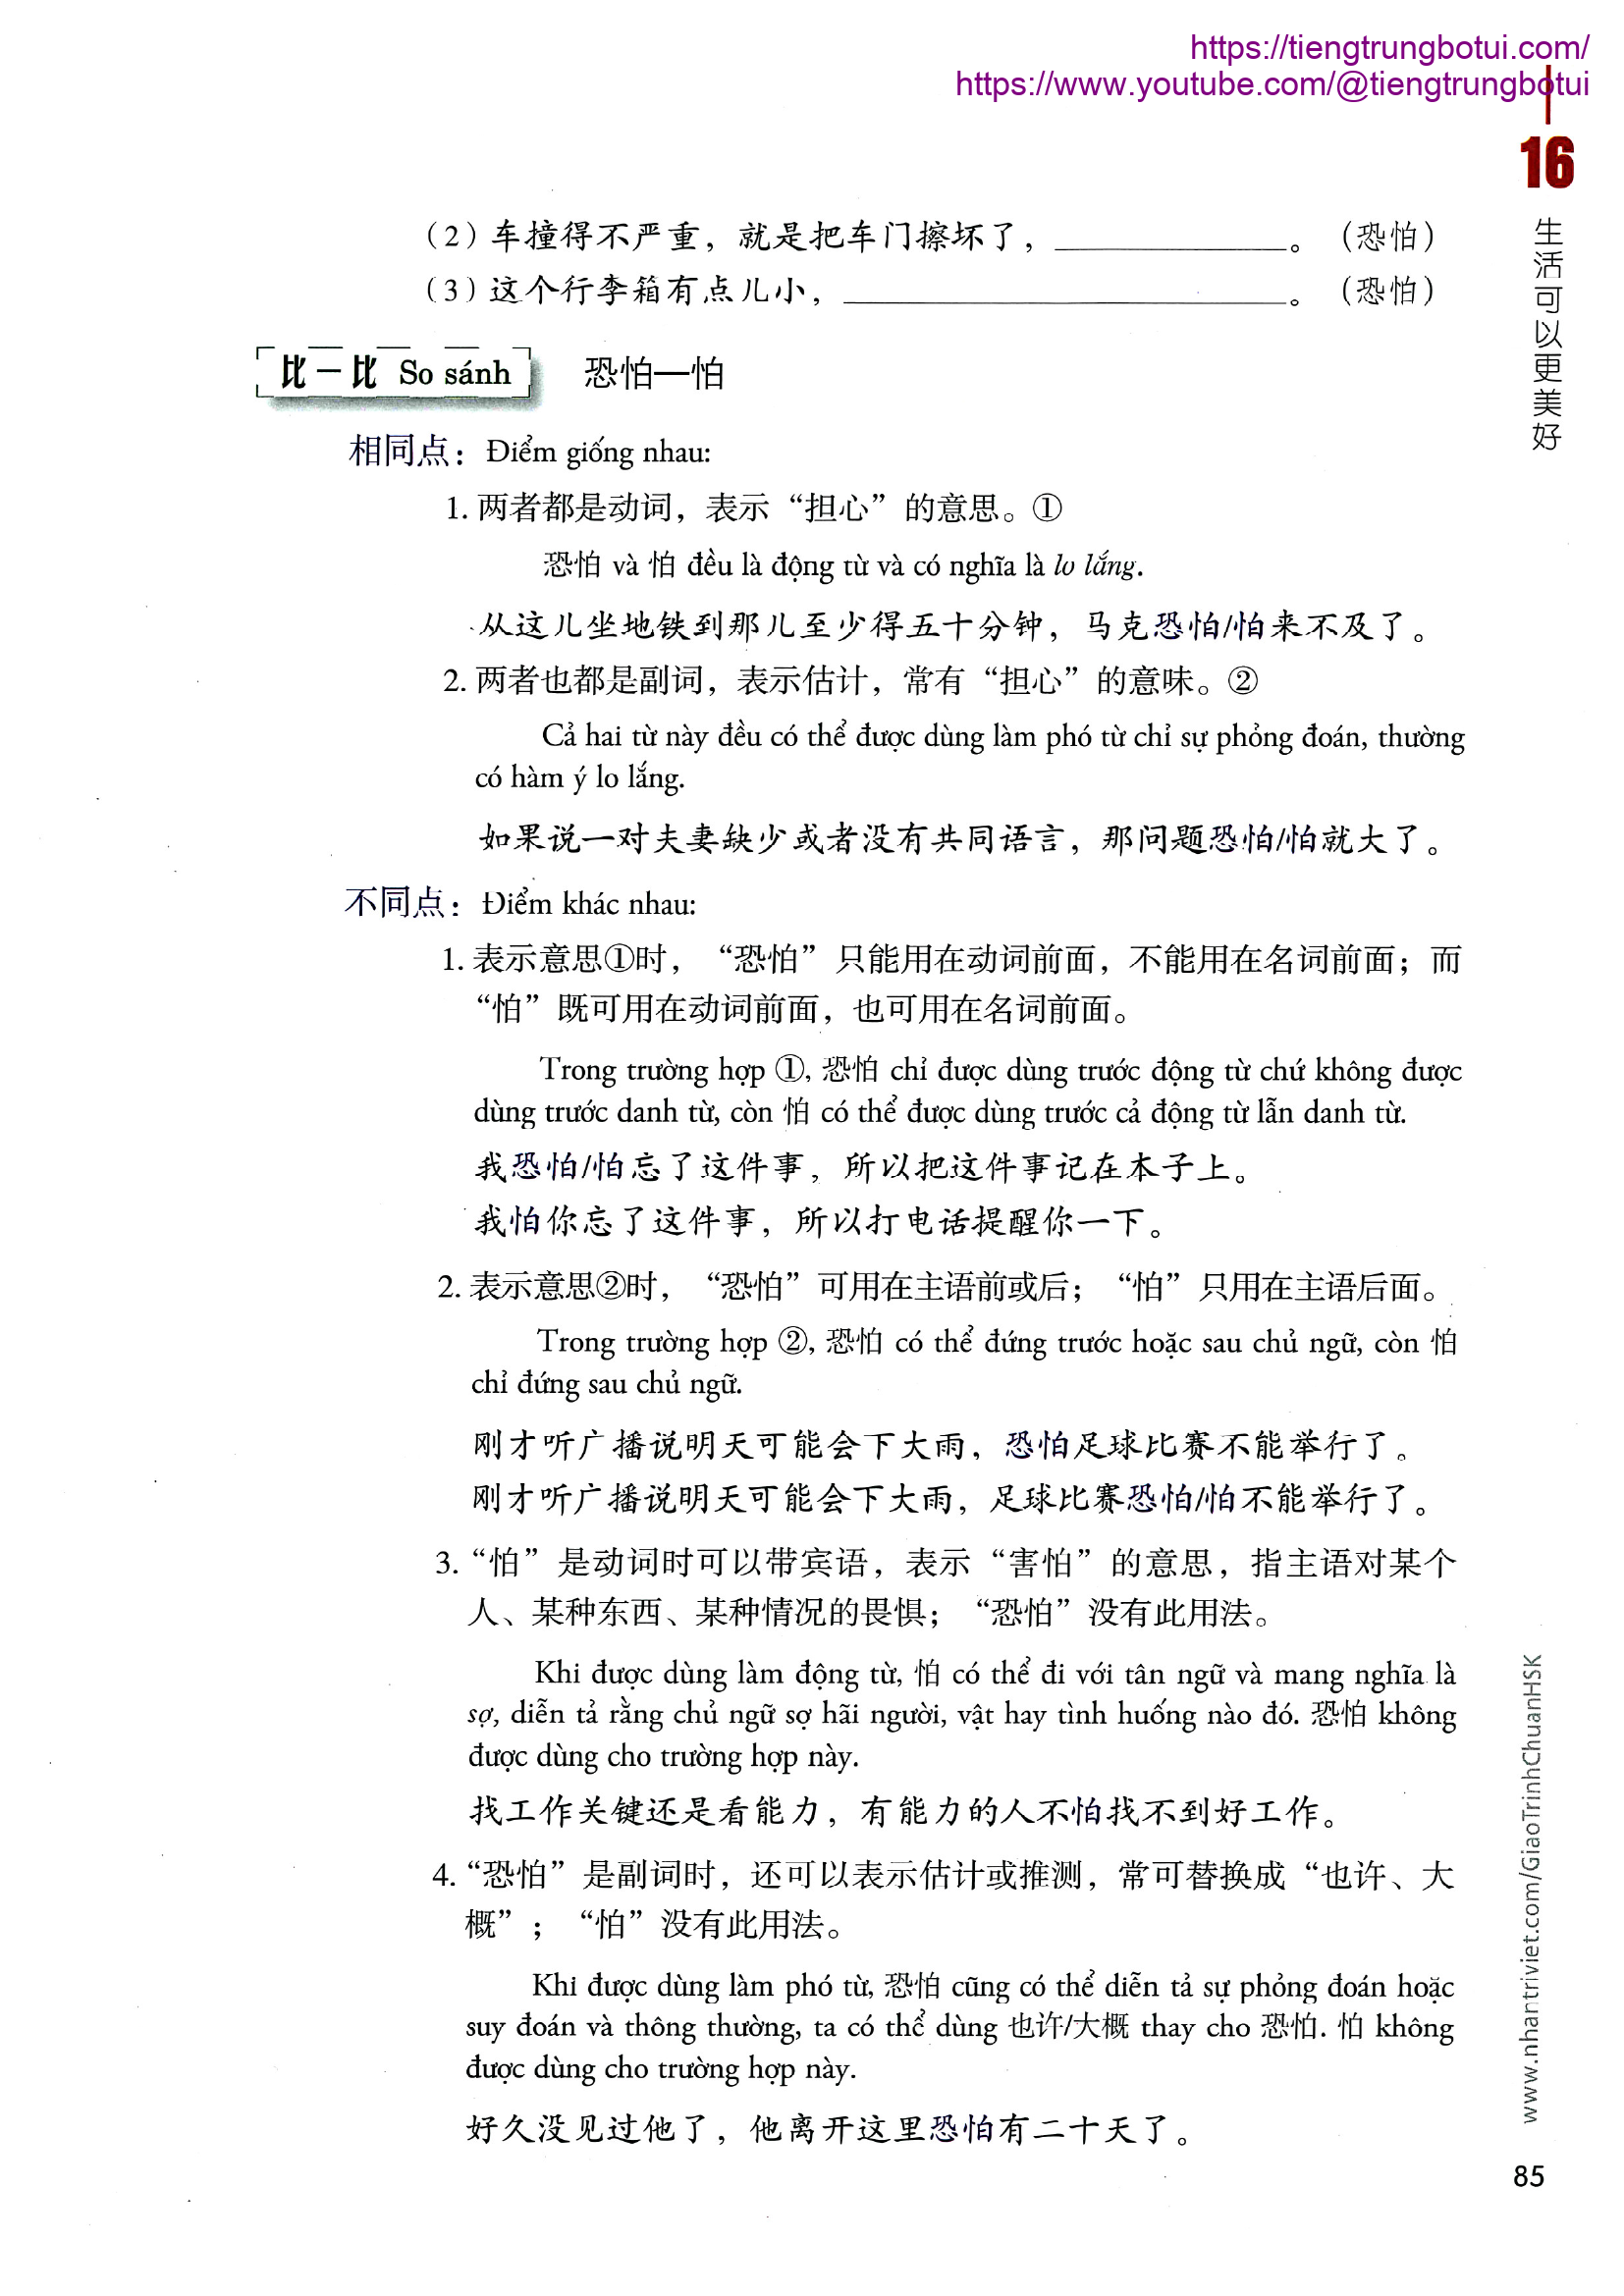 https://tiengtrungbotui.com/
https://www.youtube.com/@tiengtrungbotui
16
生活可以更美好
（2）车撞得不严重，就是把车门擦坏了，______________。（恐怕）
（3）这个行李箱有点儿小，___________________________。（恐怕）
比一比 So sánh 恐怕—怕
相同点：Điểm giống nhau:
1. 两者都是动词，表示“担心”的意思。①
恐怕 và 怕 đều là động từ và có nghĩa là lo lắng.
从这儿坐地铁到那儿至少得五十分钟，马克恐怕/怕来不及了。
2. 两者也都是副词，表示估计，常有“担心”的意味。②
Cả hai từ này đều có thể được dùng làm phó từ chỉ sự phỏng đoán, thường
có hàm ý lo lắng.
如果说一对夫妻缺少或者没有共同语言，那问题恐怕/怕就大了。
不同点：Điểm khác nhau:
1. 表示意思①时，“恐怕”只能用在动词前面，不能用在名词前面；而
“怕”既可用在动词前面，也可用在名词前面。
Trong trường hợp ①, 恐怕 chỉ được dùng trước động từ chứ không được
dùng trước danh từ, còn 怕 có thể được dùng trước cả động từ lẫn danh từ.
我恐怕/怕忘了这件事，所以把这件事记在本子上。
我怕你忘了这件事，所以打电话提醒你一下。
2. 表示意思②时，“恐怕”可用在主语前或后；“怕”只用在主语后面。
Trong trường hợp ②, 恐怕 có thể đứng trước hoặc sau chủ ngữ, còn 怕
chỉ đứng sau chủ ngữ.
刚才听广播说明天可能会下大雨，恐怕足球比赛不能举行了。
刚才听广播说明天可能会下大雨，足球比赛恐怕/怕不能举行了。
3. “怕”是动词时可以带宾语，表示“害怕”的意思，指主语对某个
人、某种东西、某种情况的畏惧；“恐怕”没有此用法。
Khi được dùng làm động từ, 怕 có thể đi với tân ngữ và mang nghĩa là
sợ, diễn tả rằng chủ ngữ sợ hãi người, vật hay tình huống nào đó. 恐怕 không
được dùng cho trường hợp này.
找工作关键还是看能力，有能力的人不怕找不到好工作。
4. “恐怕”是副词时，还可以表示估计或推测，常可替换成“也许、大
概”；“怕”没有此用法。
Khi được dùng làm phó từ, 恐怕 cũng có thể diễn tả sự phỏng đoán hoặc
suy đoán và thông thường, ta có thể dùng 也许/大概 thay cho 恐怕. 怕 không
được dùng cho trường hợp này.
好久没见过他了，他离开这里恐怕有二十天了。
www.nhantriviet.com/GiaoTrinhChuanHSK
85